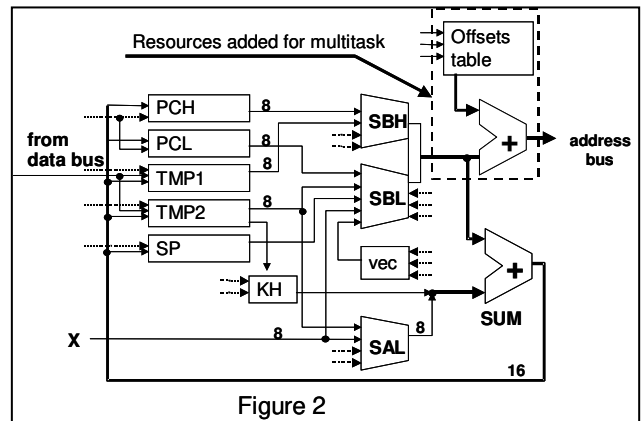 Resources added for multitask
Offsets
table
PCH
8
SBH
+
address
bus
from
data bus
PCL
8
TMP1
8
SBL
TMP2
8
SP
vec
+
KH
SUM
X
8
SAL
8
16
Figure 2